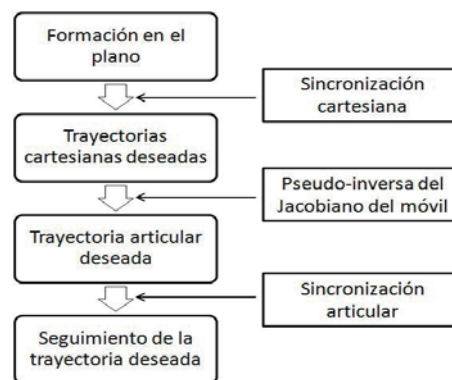 Formación en el
plano
Sincronización
cartesiana
Trayectorias
cartesianas deseadas
Pseudo-inversa del
Jacobiano del móvil
Trayectoria articular
deseada
Sincronización
articular
Seguimiento de la
trayectoria deseada